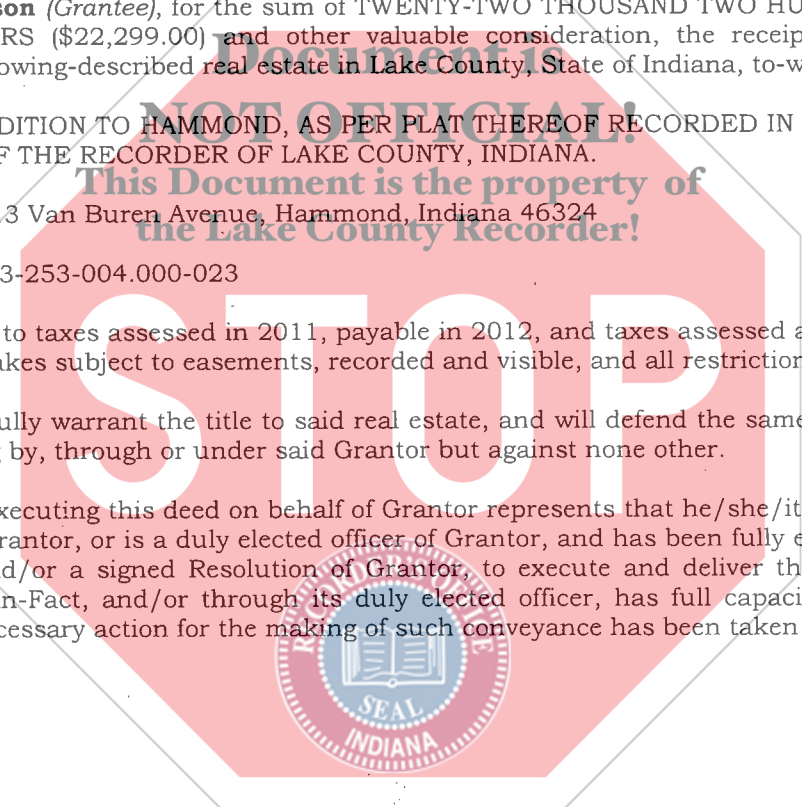 son (Grantee), for the sum of TWENTY-TWO THOUSAND TWO HU
RS ($22,299.00) and other valuable consideration, the receip
Document is
owing-described real estate in Lake County, State of Indiana, to-w
NOT OFFICIAL!
DITION TO HAMMOND, AS PER PLAT THEREOF RECORDED IN
F THE RECORDER OF LAKE COUNTY, INDIANA.
This Document is the property of
3 Van Buren Avenue, Hammond, Indiana 46324
the Lake County Recorder!
3-253-004.000-023
STOP
to taxes assessed in 2011, payable in 2012, and taxes assessed a
akes subject to easements, recorded and visible, and all restriction
ully warrant the title to said real estate, and will defend the same
by, through or under said Grantor but against none other.
xecuting this deed on behalf of Grantor represents that he/she/it
rantor, or is a duly elected officer of Grantor, and has been fully e
d/or a signed Resolution of Grantor, to execute and deliver th
n-Fact, and/or through its duly elected officer, has full capaci
cessary action for the making of such conveyance has been taken
SEAL
INDIANA